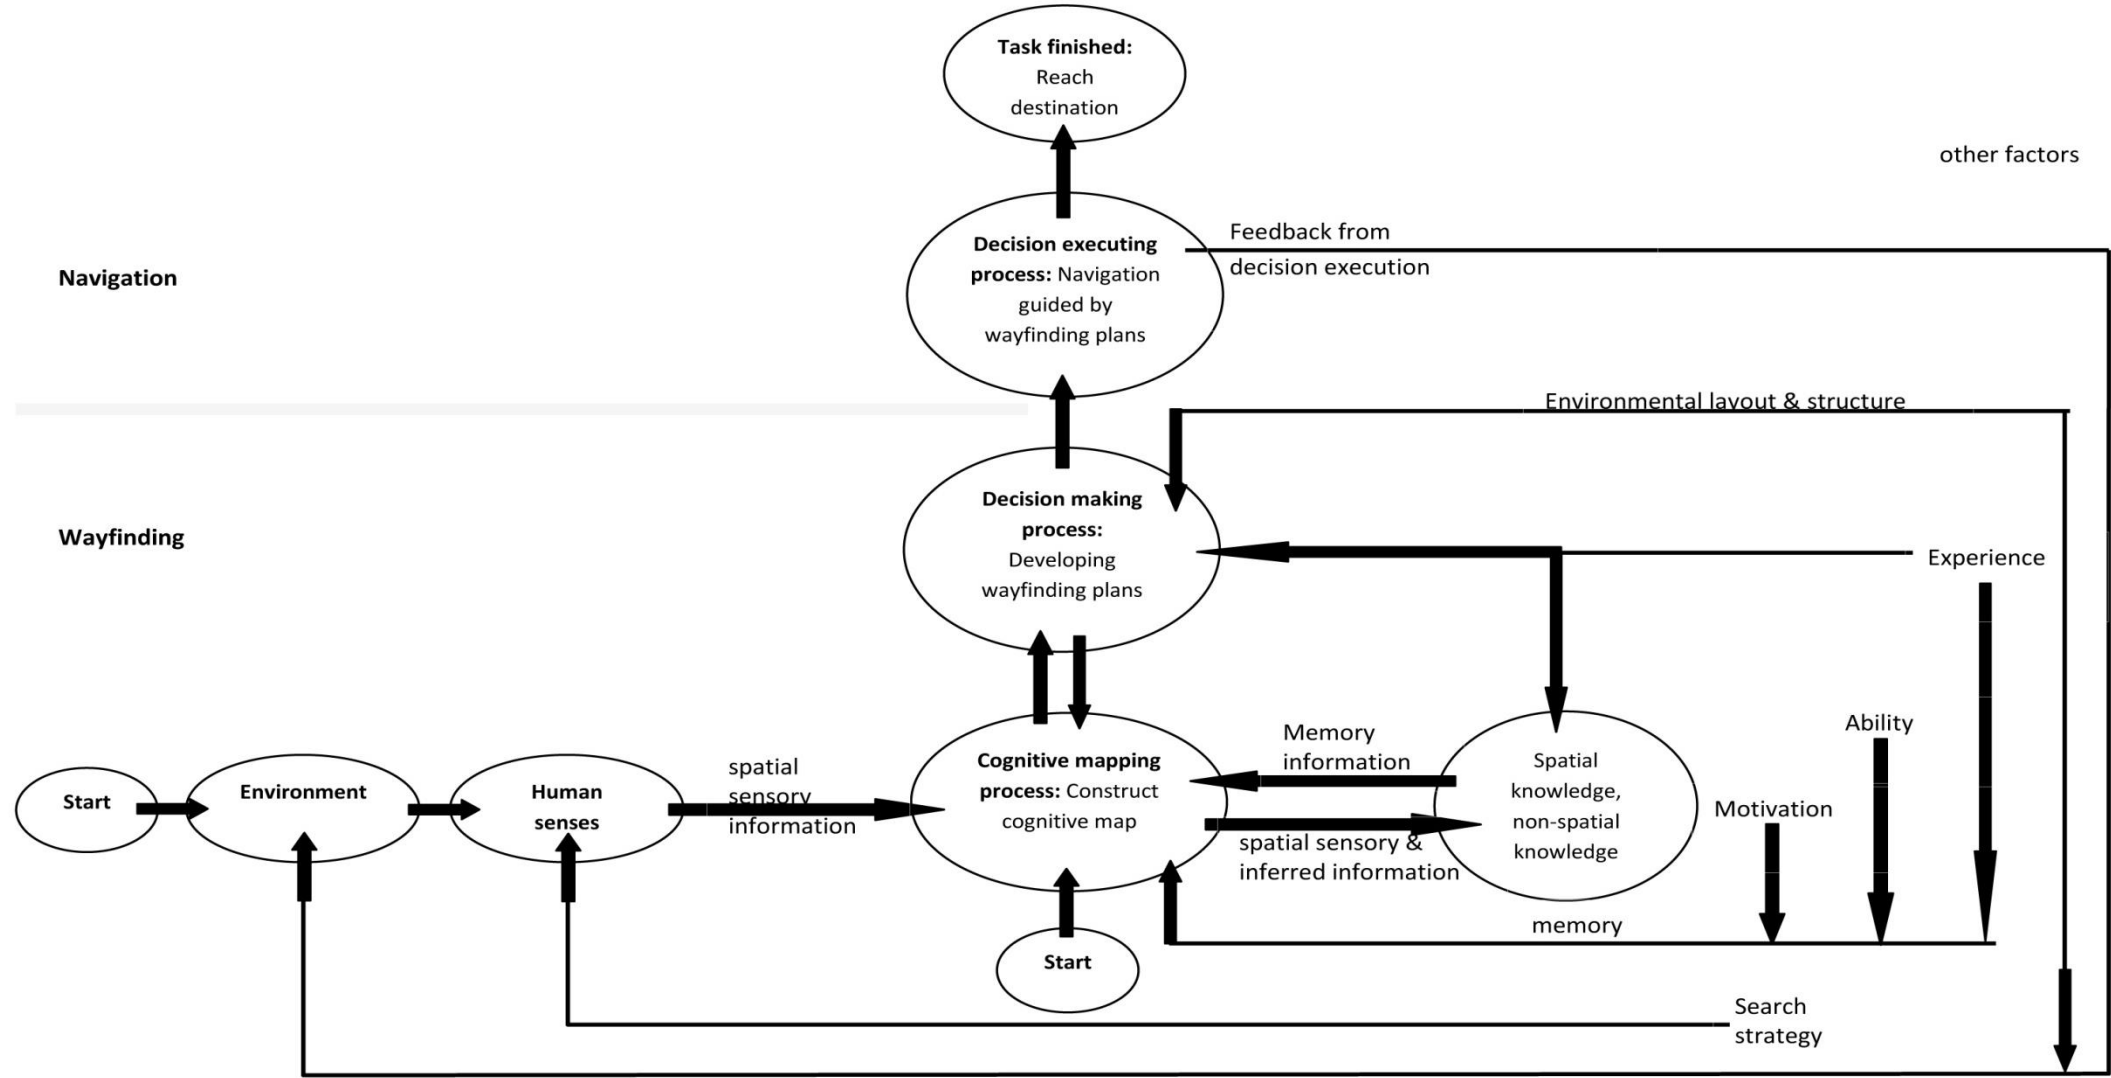 Task finished:
Reach
destination
other factors
Feedback from
decision execution
Decision executing
process: Navigation
guided by
wayfinding plans
Navigation
Environmental layout & structure
Decision making
process:
Developing
wayfinding plans
Wayfinding
Experience
Ability
Memory
information
Motivation
Start
Environment
Human
senses
spatial
sensory
information
Cognitive mapping
process: Construct
cognitive map
Spatial
knowledge,
non-spatial
knowledge
spatial sensory &
inferred information
memory
Start
Search
strategy